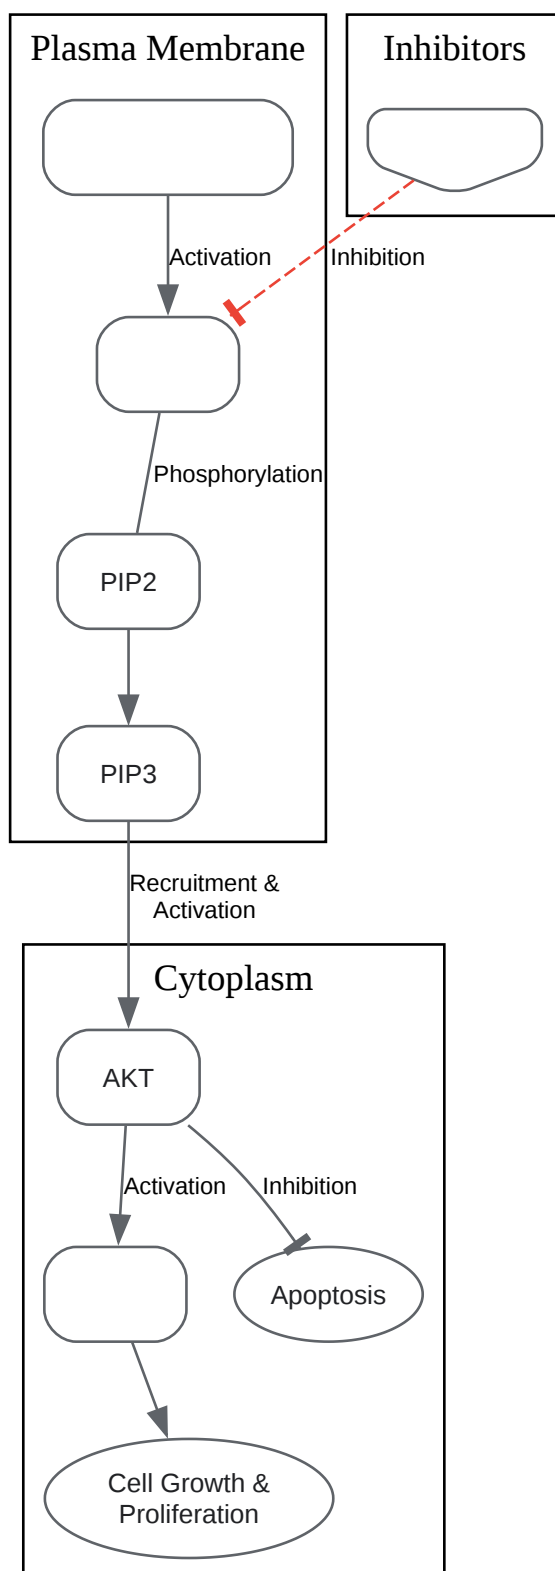 Plasma Membrane
Inhibitors
Activation
Inhibition
Phosphorylation
PIP2
PIP3
Recruitment &
Activation
Cytoplasm
AKT
Activation
Inhibition
Apoptosis
Cell Growth &
Proliferation